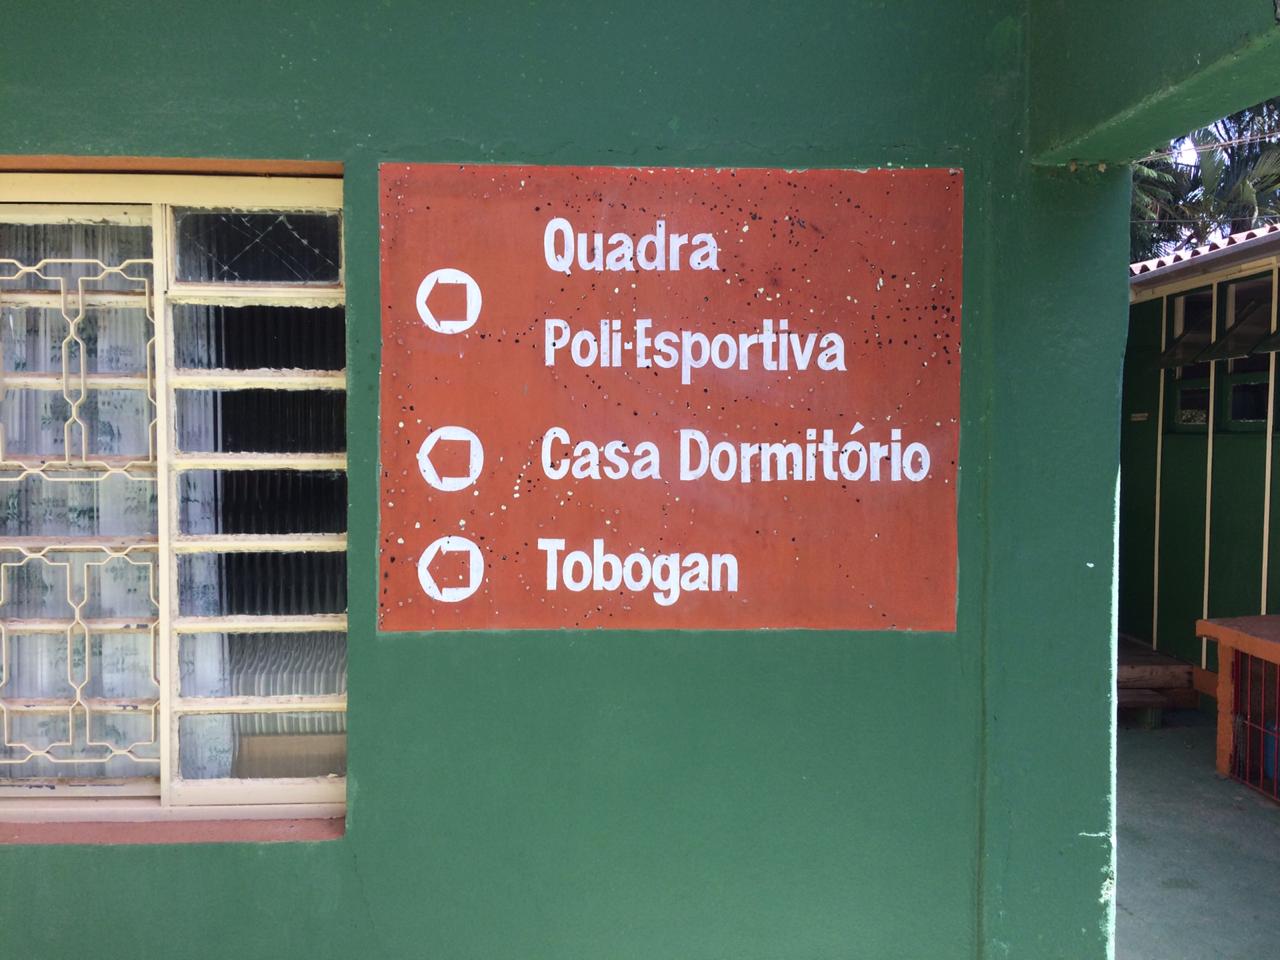 Quadra
Poli-Esportiva
Casa Dormitório
Tobogan